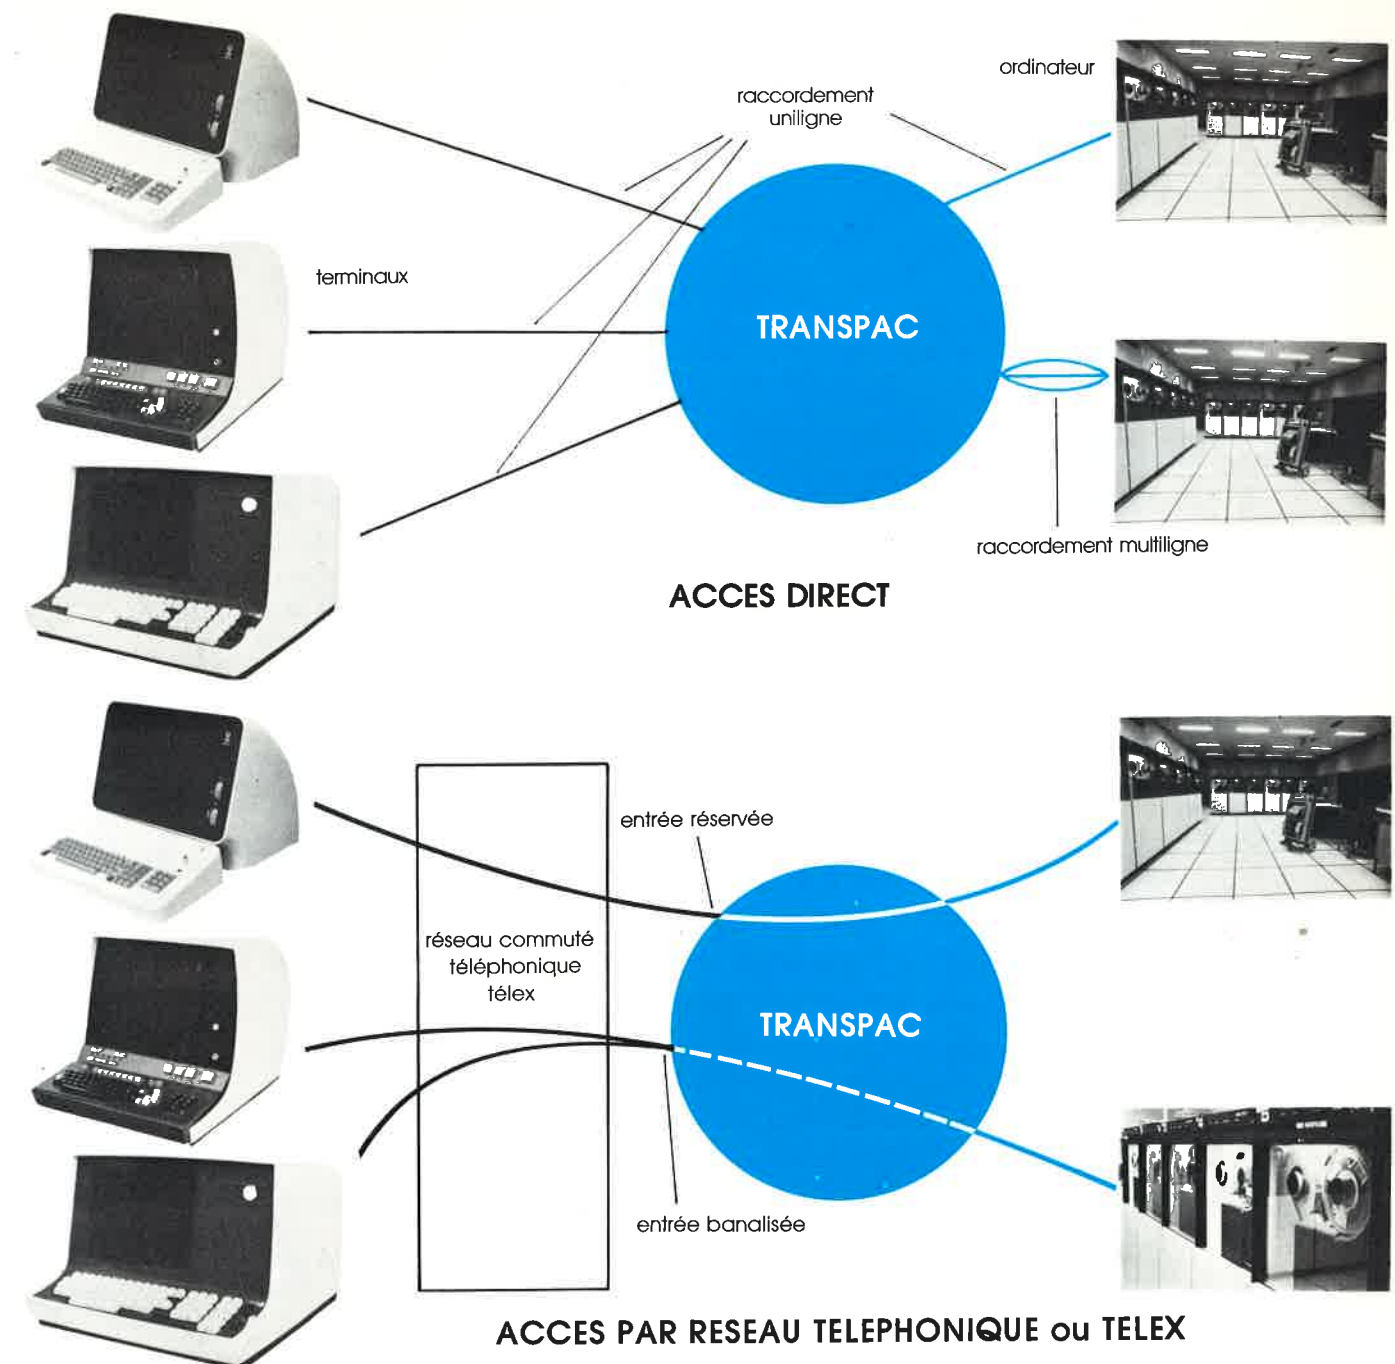 ordinateur
raccordement
uniligne
terminaux
TRANSPAC
raccordement multiligne
ACCES DIRECT
entrée réservée
réseau commuté
téléphonique
télex
TRANSPAC
entrée banalisée
ACCES PAR RESEAU TELEPHONIQUE ou TELEX